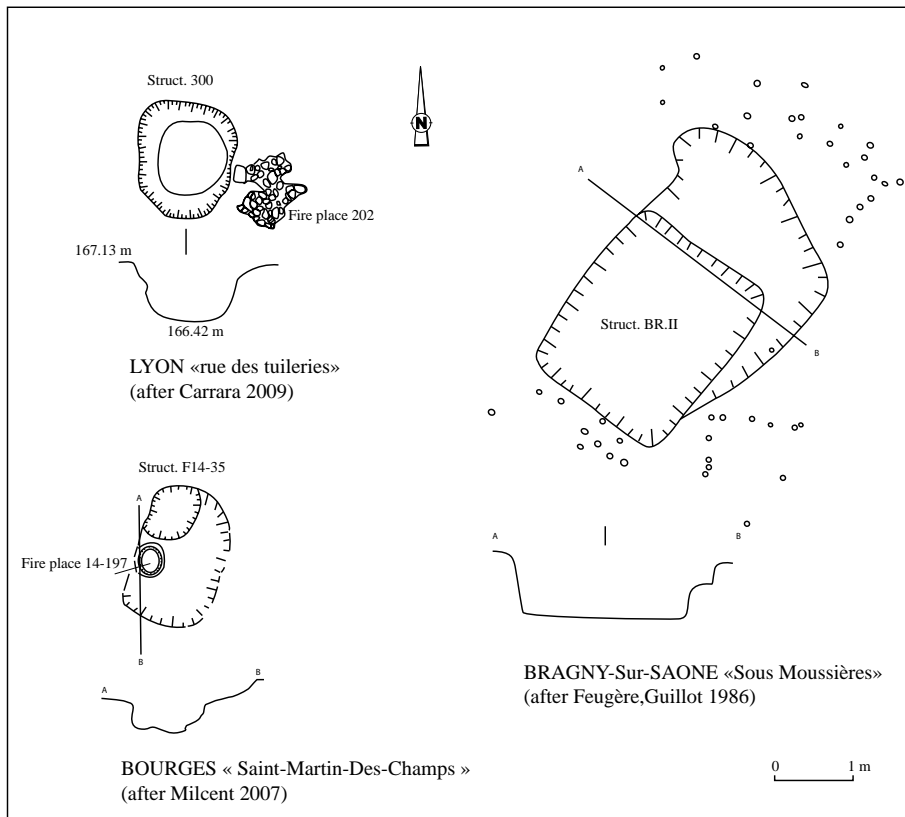 Struct. 300
N
Fire place 202
167.13 m
166.42 m
LYON «rue des tuileries»
(after Carrara 2009)
A
Struct. BR.II
B
A
B
BRAGNY-Sur-SAONE «Sous Moussières»
(after Feugère,Guillot 1986)
Struct. F14-35
A
Fire place 14-197
B
A
B
BOURGES « Saint-Martin-Des-Champs »
(after Milcent 2007)
0 1 m